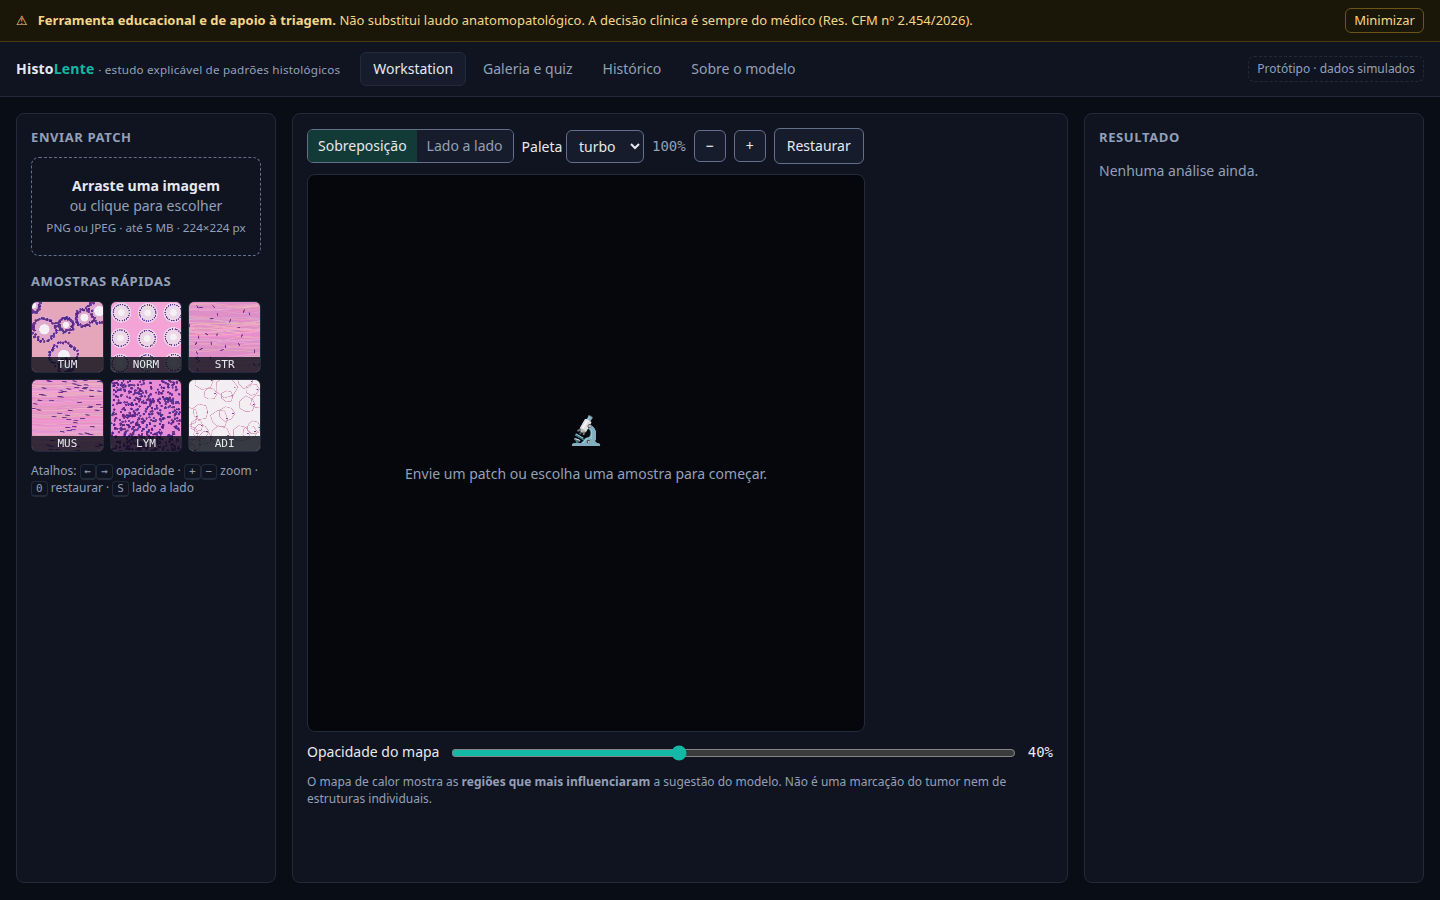 ⚠ Ferramenta educacional e de apoio à triagem. Não substitui laudo anatomopatológico. A decisão clínica é sempre do médico (Res. CFM nº 2.454/2026).
Minimizar
HistoLente · estudo explicável de padrões histológicos
Workstation
Galeria e quiz
Histórico
Sobre o modelo
Protótipo · dados simulados
ENVIAR PATCH
Arraste uma imagem
ou clique para escolher
PNG ou JPEG · até 5 MB · 224×224 px
AMOSTRAS RÁPIDAS
TUM NORM STR
MUS LYM ADI
Atalhos: ← → opacidade · + − zoom ·
0 restaurar · S lado a lado
Sobreposição Lado a lado Paleta turbo 100% − + Restaurar
Envie um patch ou escolha uma amostra para começar.
Opacidade do mapa 40%
O mapa de calor mostra as regiões que mais influenciaram a sugestão do modelo. Não é uma marcação do tumor nem de
estruturas individuais.
RESULTADO
Nenhuma análise ainda.